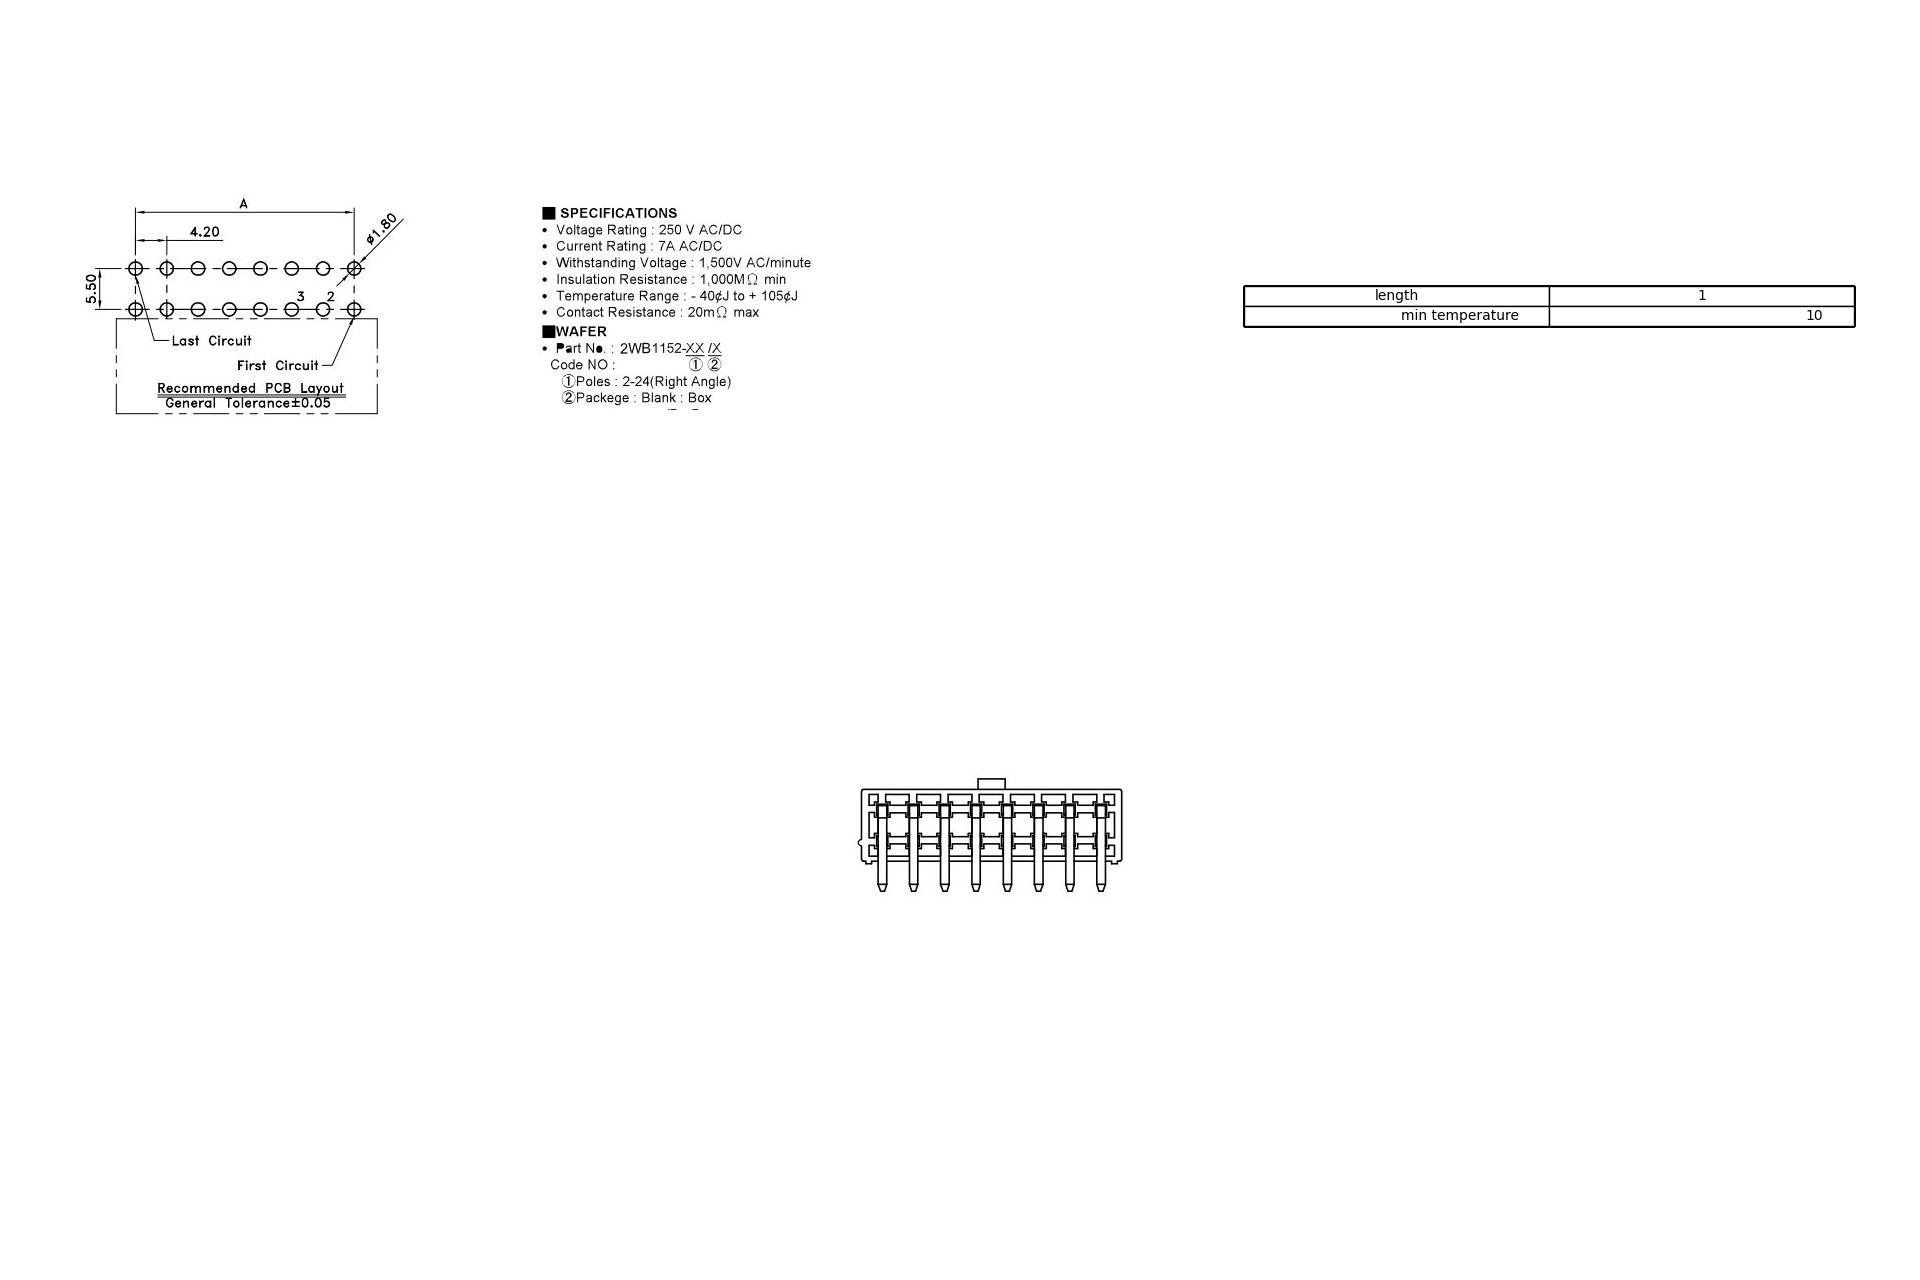 A
4.20
ø1.80
5.50
3 2
Last Circuit
First Circuit
Recommended PCB Layout
General Tolerance±0.05
■ SPECIFICATIONS
• Voltage Rating : 250 V AC/DC
• Current Rating : 7A AC/DC
• Withstanding Voltage : 1,500V AC/minute
• Insulation Resistance : 1,000MΩ min
• Temperature Range : - 40¢J to + 105¢J
• Contact Resistance : 20mΩ max
■WAFER
• Part No. : 2WB1152-XX /X
Code NO : ① ②
①Poles : 2-24(Right Angle)
②Packege : Blank : Box
length 1
min temperature 10